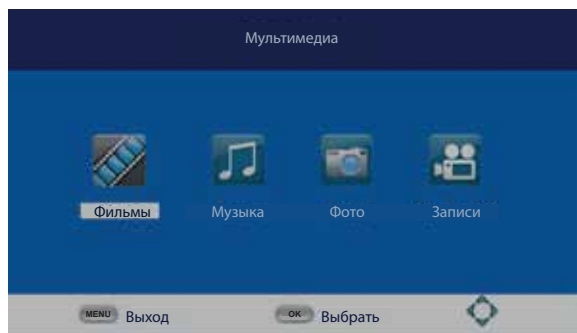 Мультимедиа
Фильмы Музыка Фото Записи
MENU Выход OK Выбрать